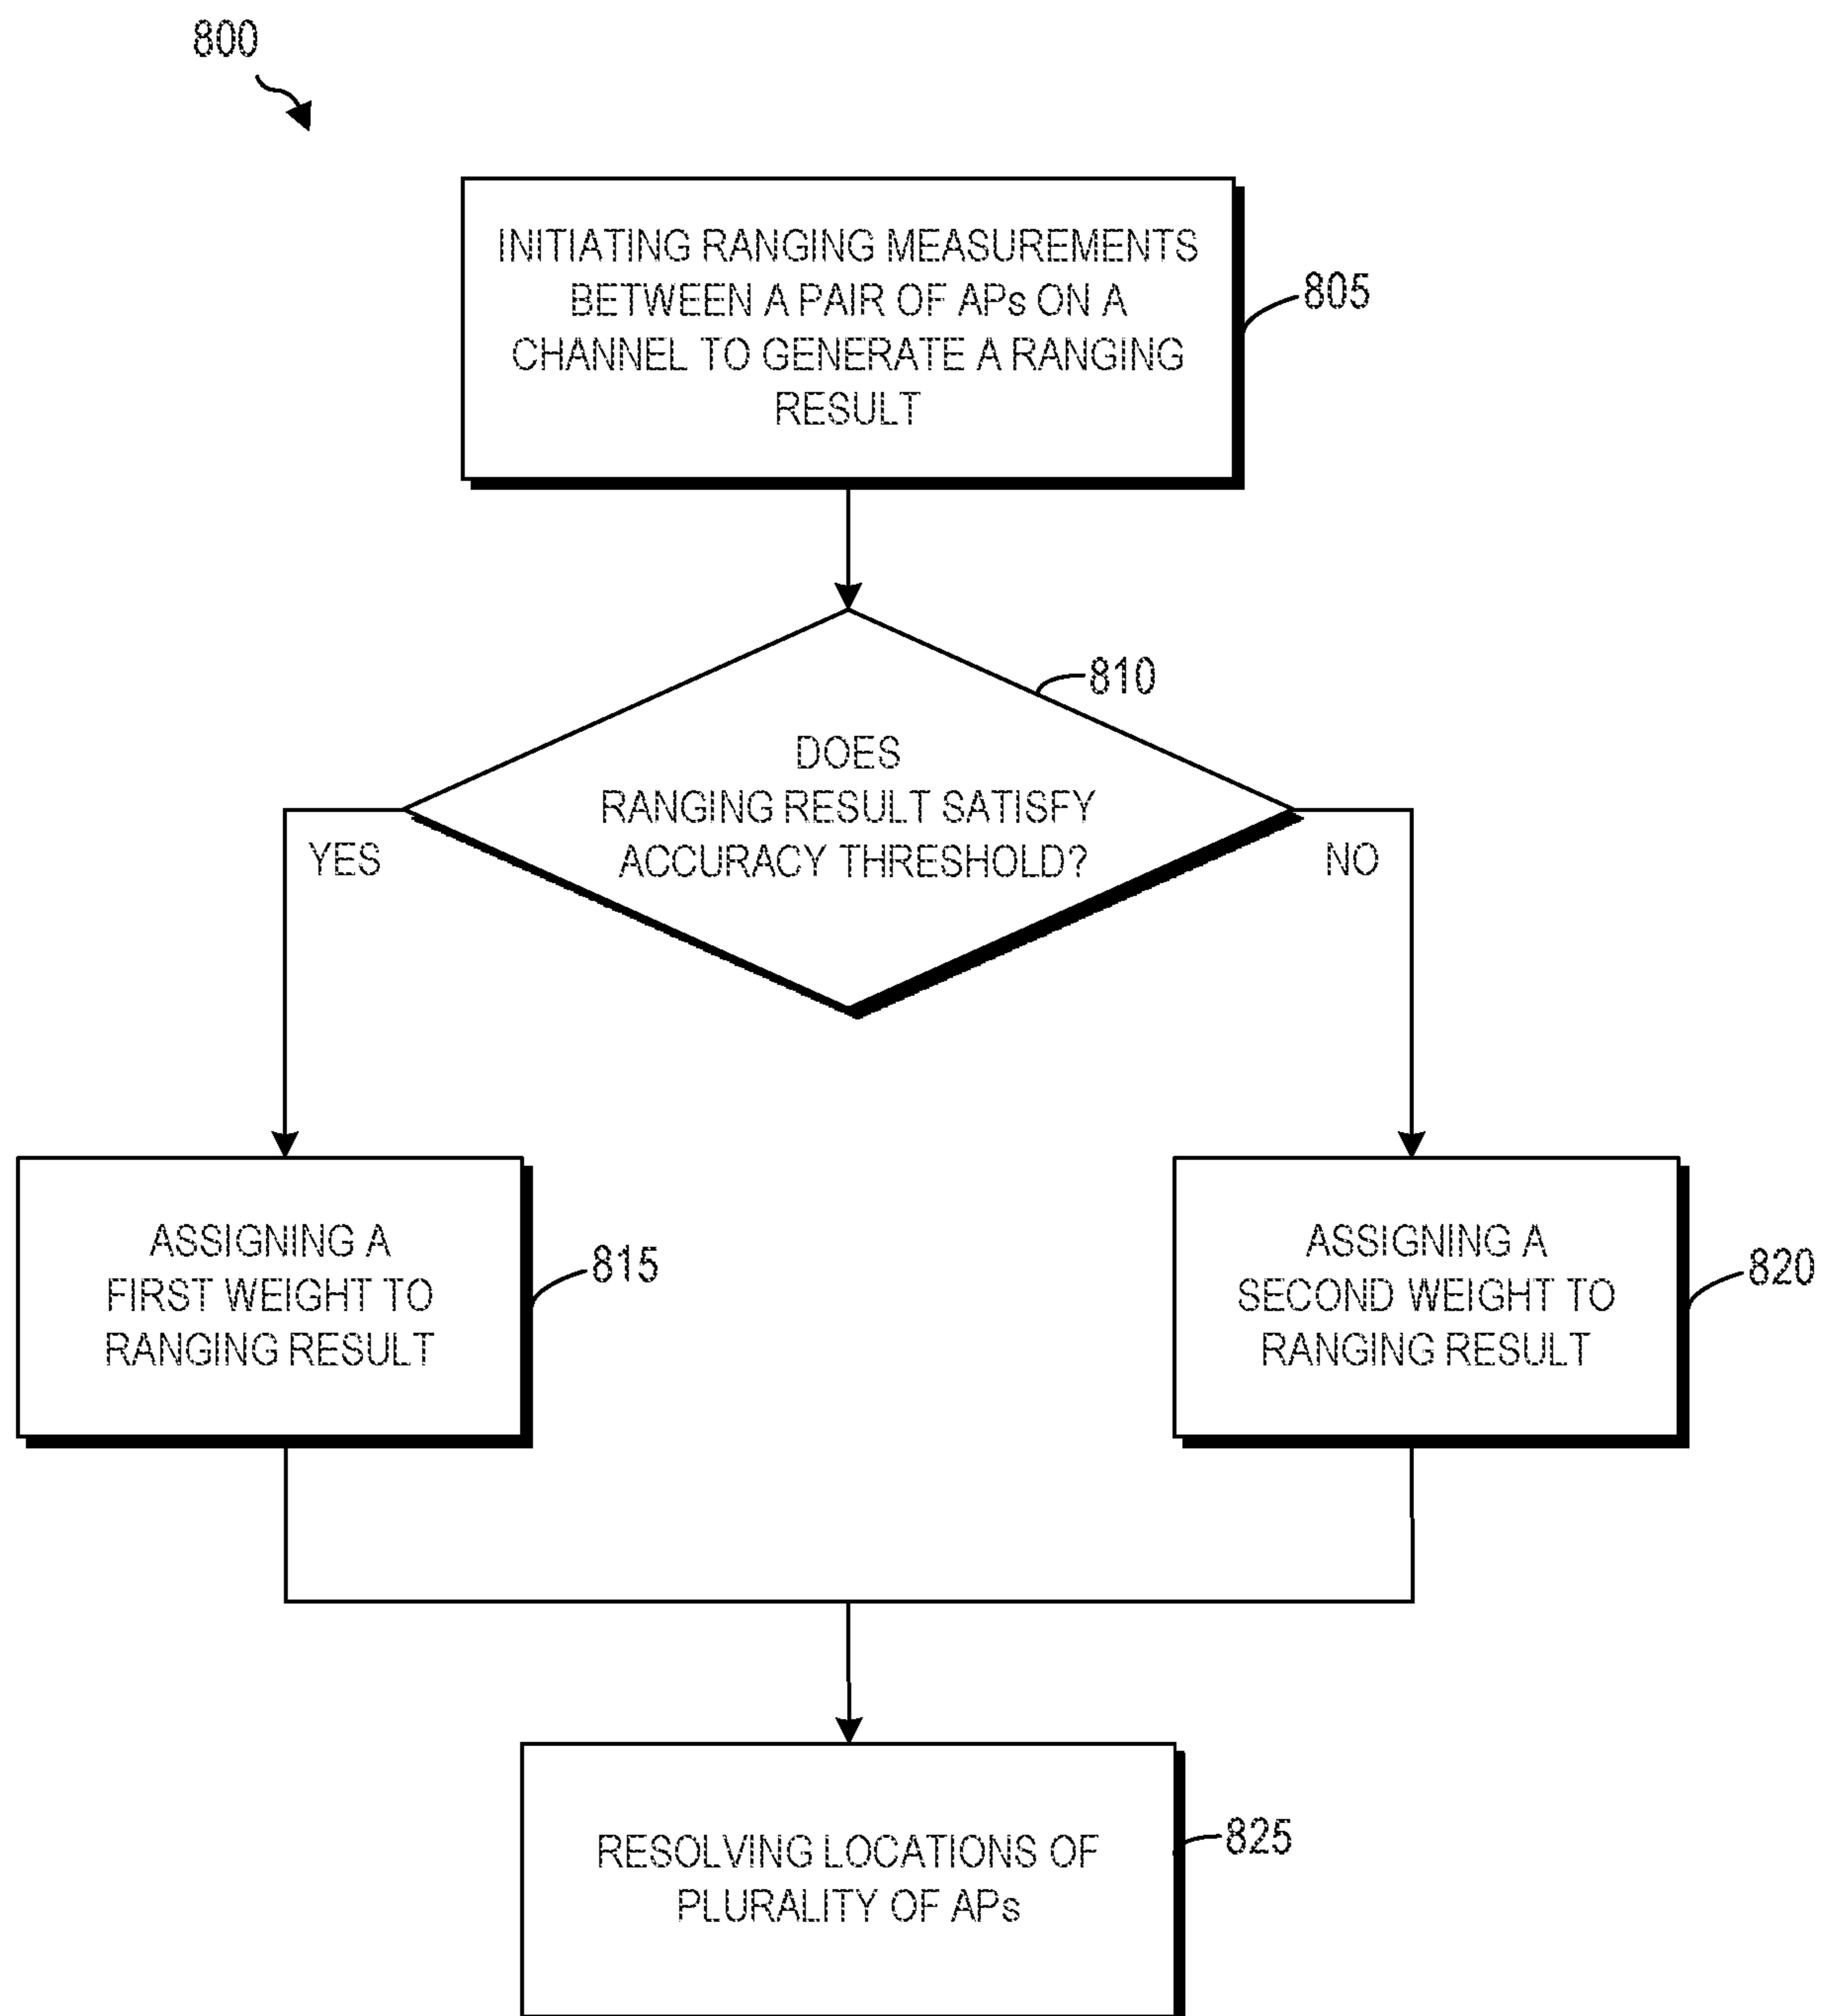 800
INITIATING RANGING MEASUREMENTS
BETWEEN A PAIR OF APs ON A
CHANNEL TO GENERATE A RANGING
RESULT
805
810
DOES
RANGING RESULT SATISFY
ACCURACY THRESHOLD?
YES
NO
ASSIGNING A
FIRST WEIGHT TO
RANGING RESULT
815
ASSIGNING A
SECOND WEIGHT TO
RANGING RESULT
820
RESOLVING LOCATIONS OF
PLURALITY OF APs
825